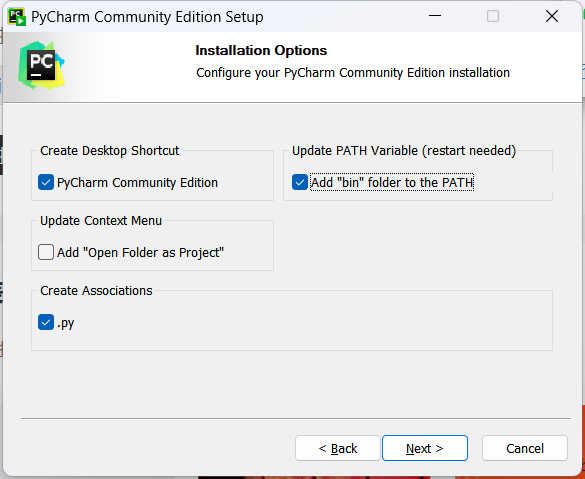 PyCharm Community Edition Setup
PC
Installation Options
Configure your PyCharm Community Edition installation
Create Desktop Shortcut
PyCharm Community Edition
Update PATH Variable (restart needed)
Add "bin" folder to the PATH
Update Context Menu
Add "Open Folder as Project"
Create Associations
.py
< Back
Next >
Cancel